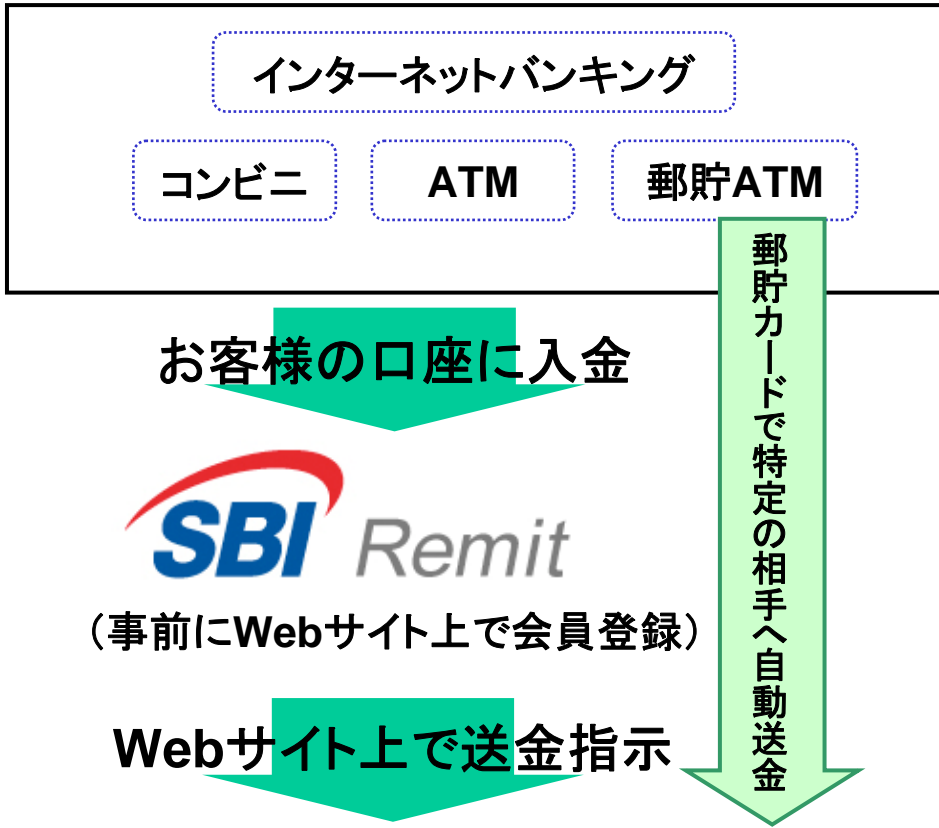 インターネットバンキング
コンビニ
ATM
郵貯ATM
郵貯カードで特定の相手へ自動送金
お客様の口座に入金
SBI Remit
（事前にWebサイト上で会員登録）
Webサイト上で送金指示